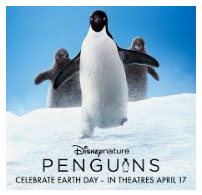 Disneynature
PENGUINS
CELEBRATE EARTH DAY – IN THEATRES APRIL 17